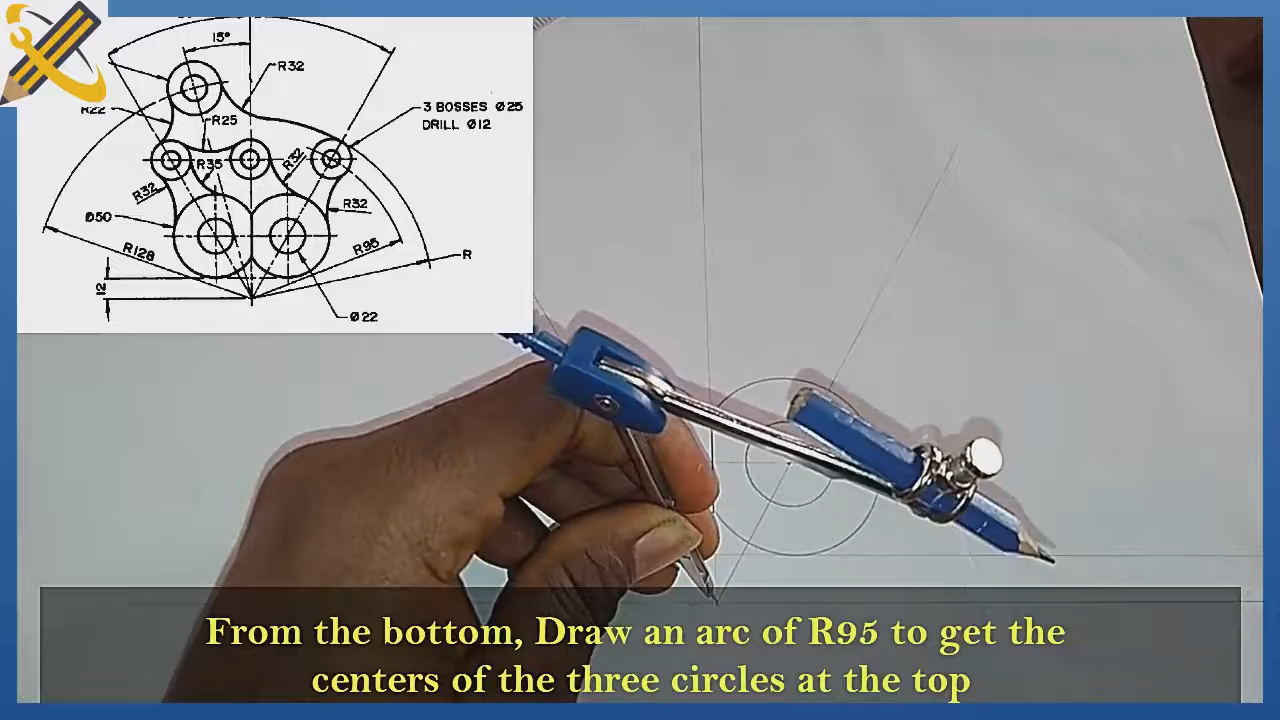 15°
R32
3 BOSSES Ø25
DRILL Ø12
R22
R25
R35
R32
R32
R32
Ø50
R128
R95
R
12
Ø22
From the bottom, Draw an arc of R95 to get the
centers of the three circles at the top